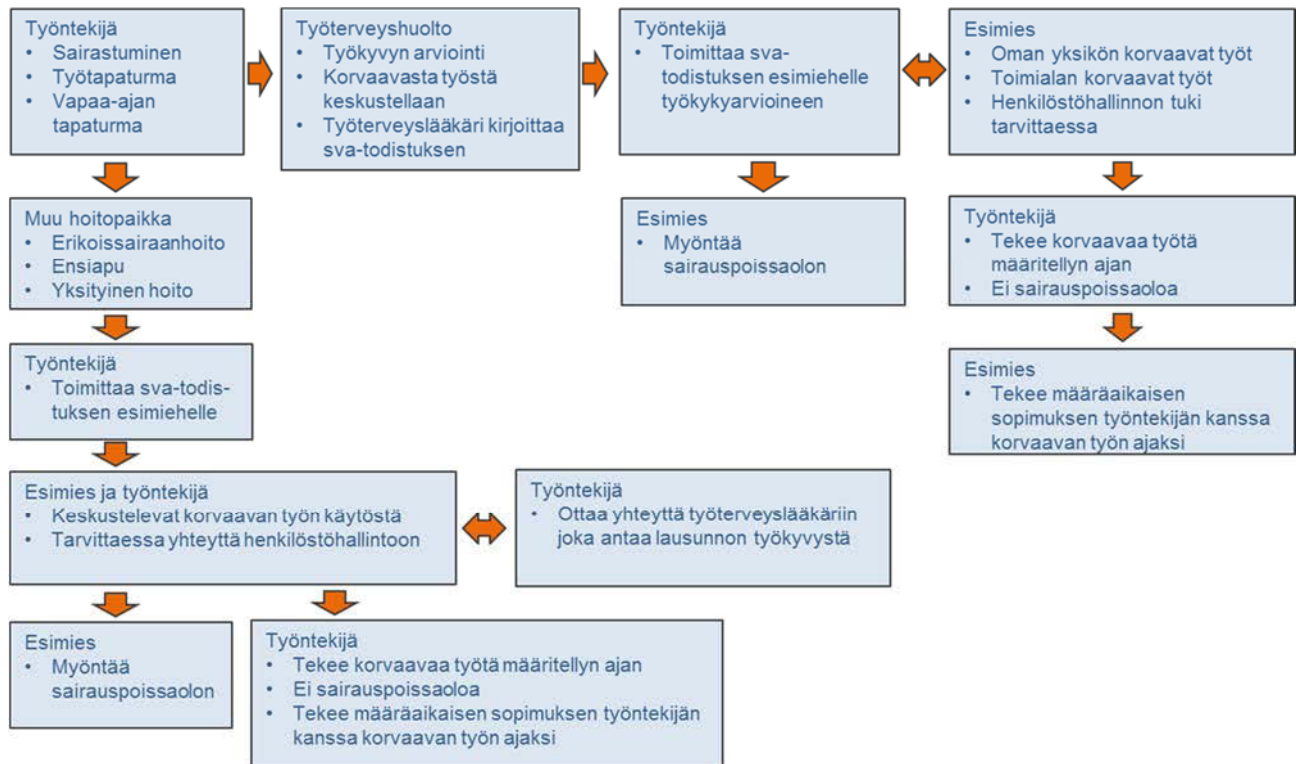 Työntekijä
• Sairastuminen
• Työtapaturma
• Vapaa-ajan
tapaturma
Työterveyshuolto
• Työkyvyn arviointi
• Korvaavasta työstä
keskustellaan
• Työterveyslääkäri kirjoittaa
sva-todistuksen
Työntekijä
• Toimittaa sva-
todistuksen esimiehelle
työkykyarvioineen
Esimies
• Oman yksikön korvaavat työt
• Toimialan korvaavat työt
• Henkilöstöhallinnon tuki
tarvittaessa
Muu hoitopaikka
• Erikoissairaanhoito
• Ensiapu
• Yksityinen hoito
Esimies
• Myöntää
sairauspoissaolon
Työntekijä
• Tekee korvaavaa työtä
määritellyn ajan
• Ei sairauspoissaoloa
Työntekijä
• Toimittaa sva-todis-
tuksen esimiehelle
Esimies
• Tekee määräaikaisen
sopimuksen työntekijän kanssa
korvaavan työn ajaksi
Esimies ja työntekijä
• Keskustelevat korvaavan työn käytöstä
• Tarvittaessa yhteyttä henkilöstöhallintoon
Työntekijä
• Ottaa yhteyttä työterveyslääkäriin
joka antaa lausunnon työkyvystä
Esimies
• Myöntää
sairauspoissaolon
Työntekijä
• Tekee korvaavaa työtä määritellyn ajan
• Ei sairauspoissaoloa
• Tekee määräaikaisen sopimuksen työntekijän
kanssa korvaavan työn ajaksi